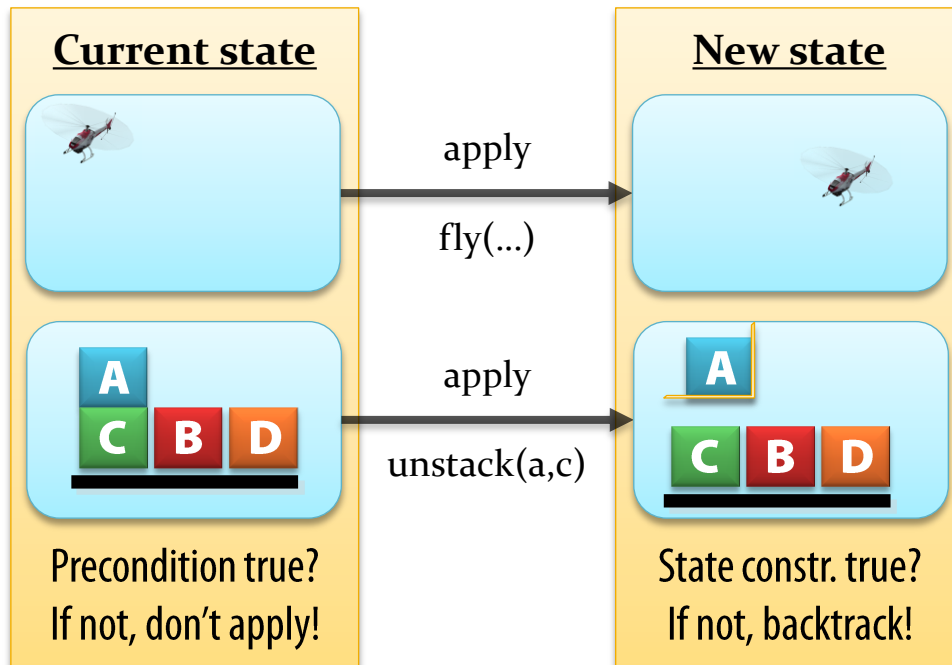 Current state
New state
apply
fly(...)
A
C B D
apply
unstack(a,c)
A
C B D
Precondition true?
If not, don't apply!
State constr. true?
If not, backtrack!